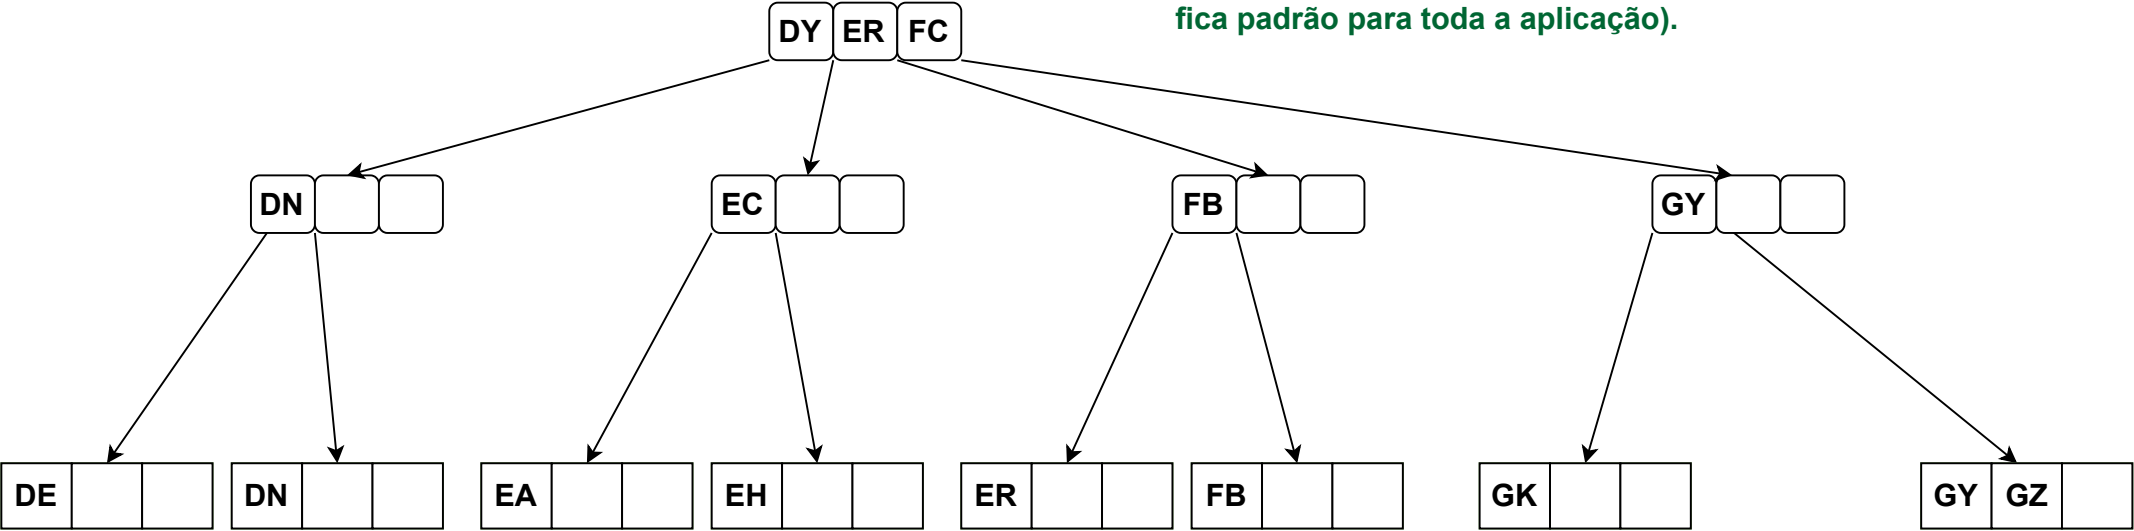 fica padrão para toda a aplicação).
DY ER FC
DN EC FB GY
DE DN EA EH ER FB GK GY GZ